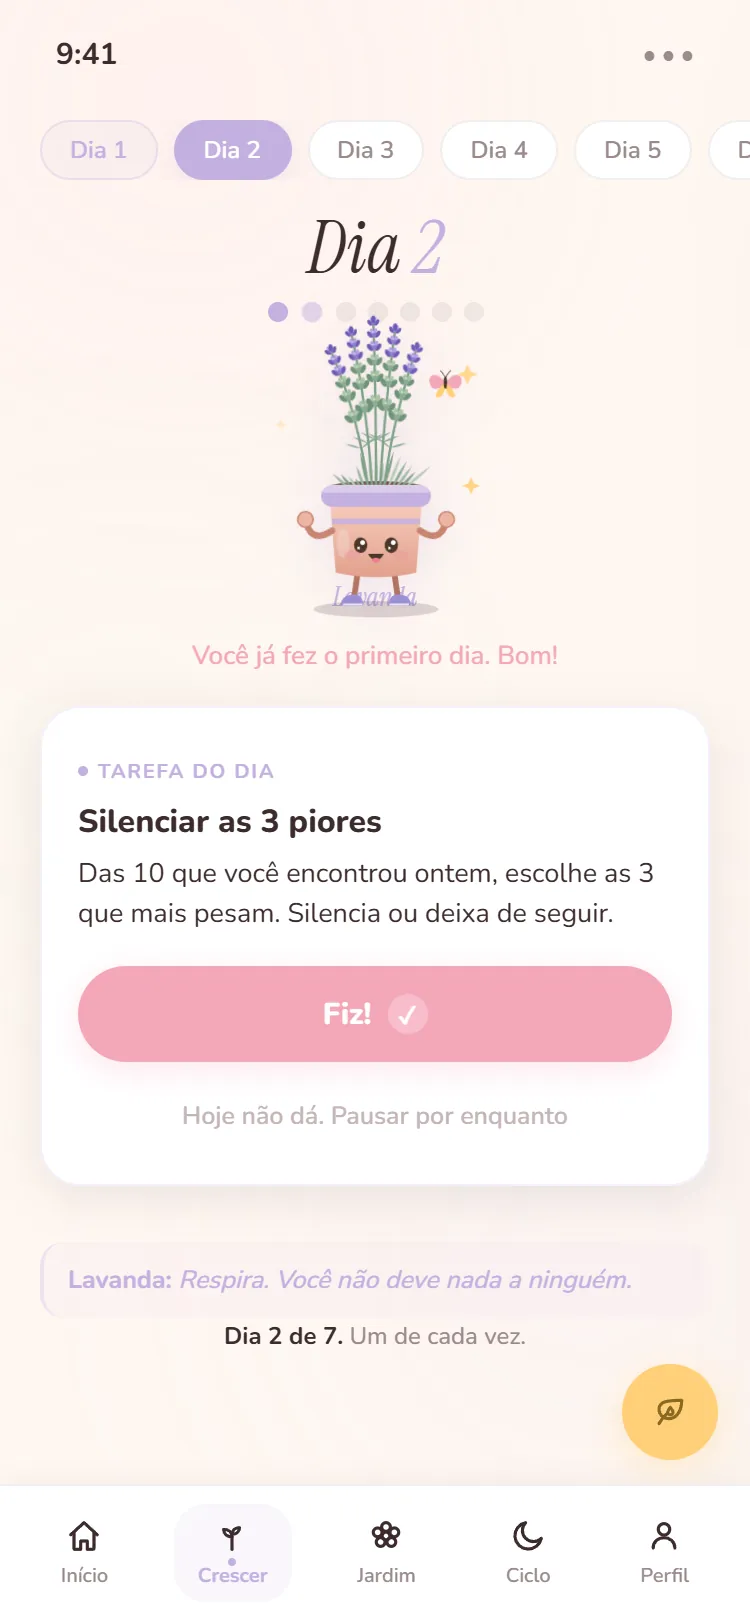 9:41
Dia 1
Dia 2
Dia 3
Dia 4
Dia 5
D
Dia 2
Lavanda
Você já fez o primeiro dia. Bom!
TAREFA DO DIA
Silenciar as 3 piores
Das 10 que você encontrou ontem, escolhe as 3
que mais pesam. Silencia ou deixa de seguir.
Fiz!
Hoje não dá. Pausar por enquanto
Lavanda: Respira. Você não deve nada a ninguém.
Dia 2 de 7. Um de cada vez.
Início
Crescer
Jardim
Ciclo
Perfil